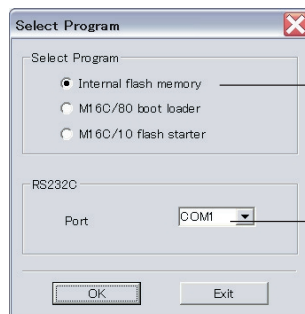 Select Program
Select Program
Internal flash memory
M16C/80 boot loader
M16C/10 flash starter
RS232C
Port
COM1
OK
Exit